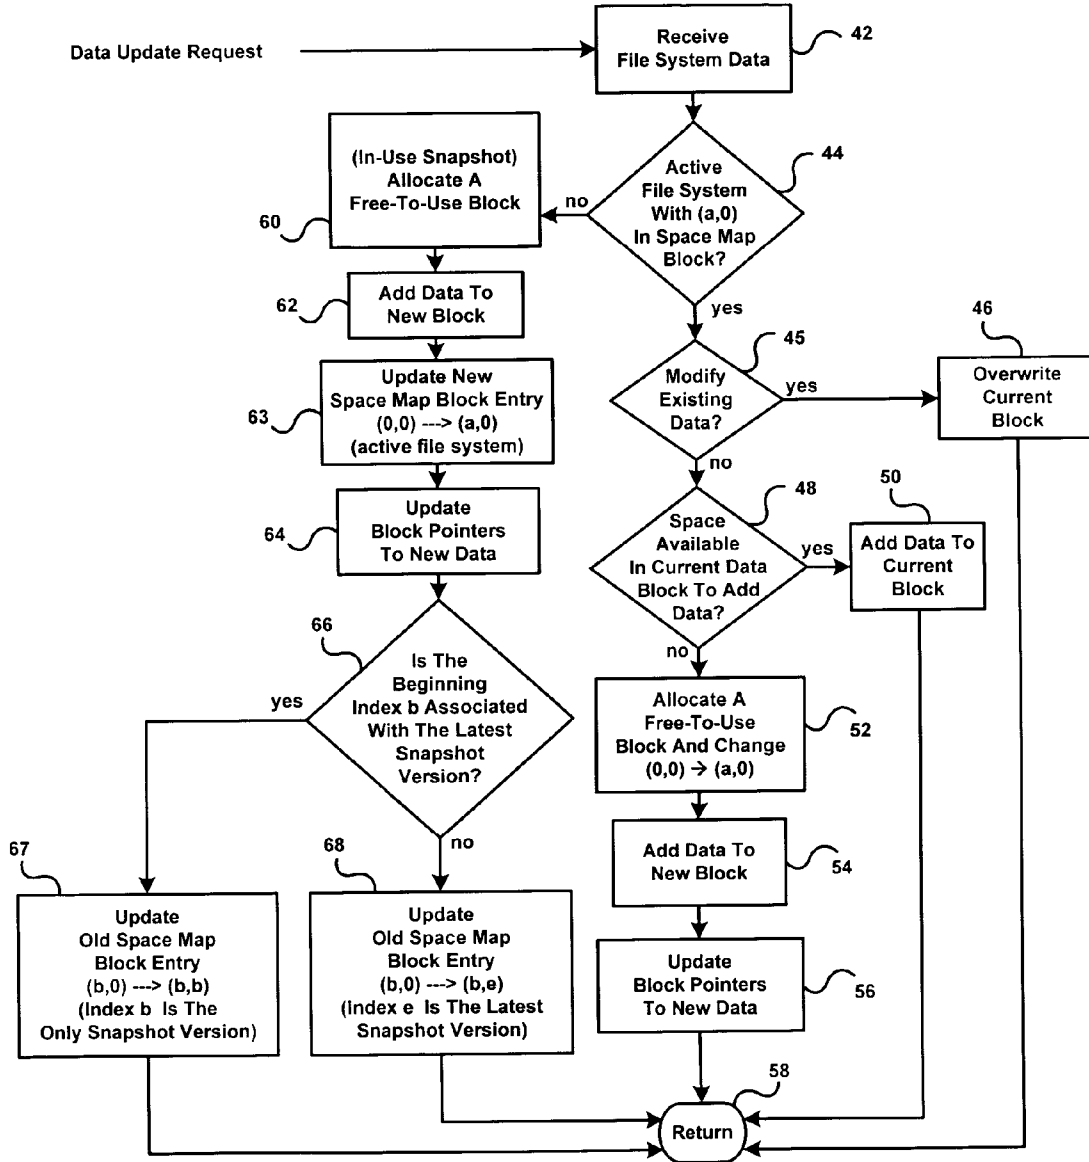 Data Update Request
Receive
File System Data
42
Active
File System
With (a,0)
In Space Map
Block?
44
no
yes
(In-Use Snapshot)
Allocate A
Free-To-Use Block
60
Add Data To
New Block
62
Update New
Space Map Block Entry
(0,0) ---> (a,0)
(active file system)
63
Update
Block Pointers
To New Data
64
Is The
Beginning
Index b Associated
With The Latest
Snapshot
Version?
66
yes
no
Update
Old Space Map
Block Entry
(b,0) ---> (b,b)
(Index b Is The
Only Snapshot Version)
67
Update
Old Space Map
Block Entry
(b,0) ---> (b,e)
(Index e Is The Latest
Snapshot Version)
68
Modify
Existing
Data?
45
yes
no
Overwrite
Current
Block
46
Space
Available
In Current Data
Block To Add
Data?
48
yes
no
Add Data To
Current
Block
50
Allocate A
Free-To-Use
Block And Change
(0,0) → (a,0)
52
Add Data To
New Block
54
Update
Block Pointers
To New Data
56
Return
58